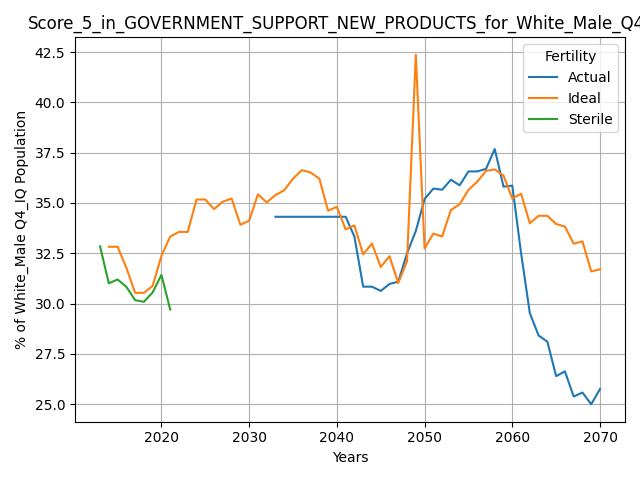 Score_5_in_GOVERNMENT_SUPPORT_NEW_PRODUCTS_for_White_Male_Q4
Fertility
Actual
Ideal
Sterile
42.5
40.0
37.5
35.0
32.5
30.0
27.5
25.0
% of White_Male Q4_IQ Population
2020 2030 2040 2050 2060 2070
Years